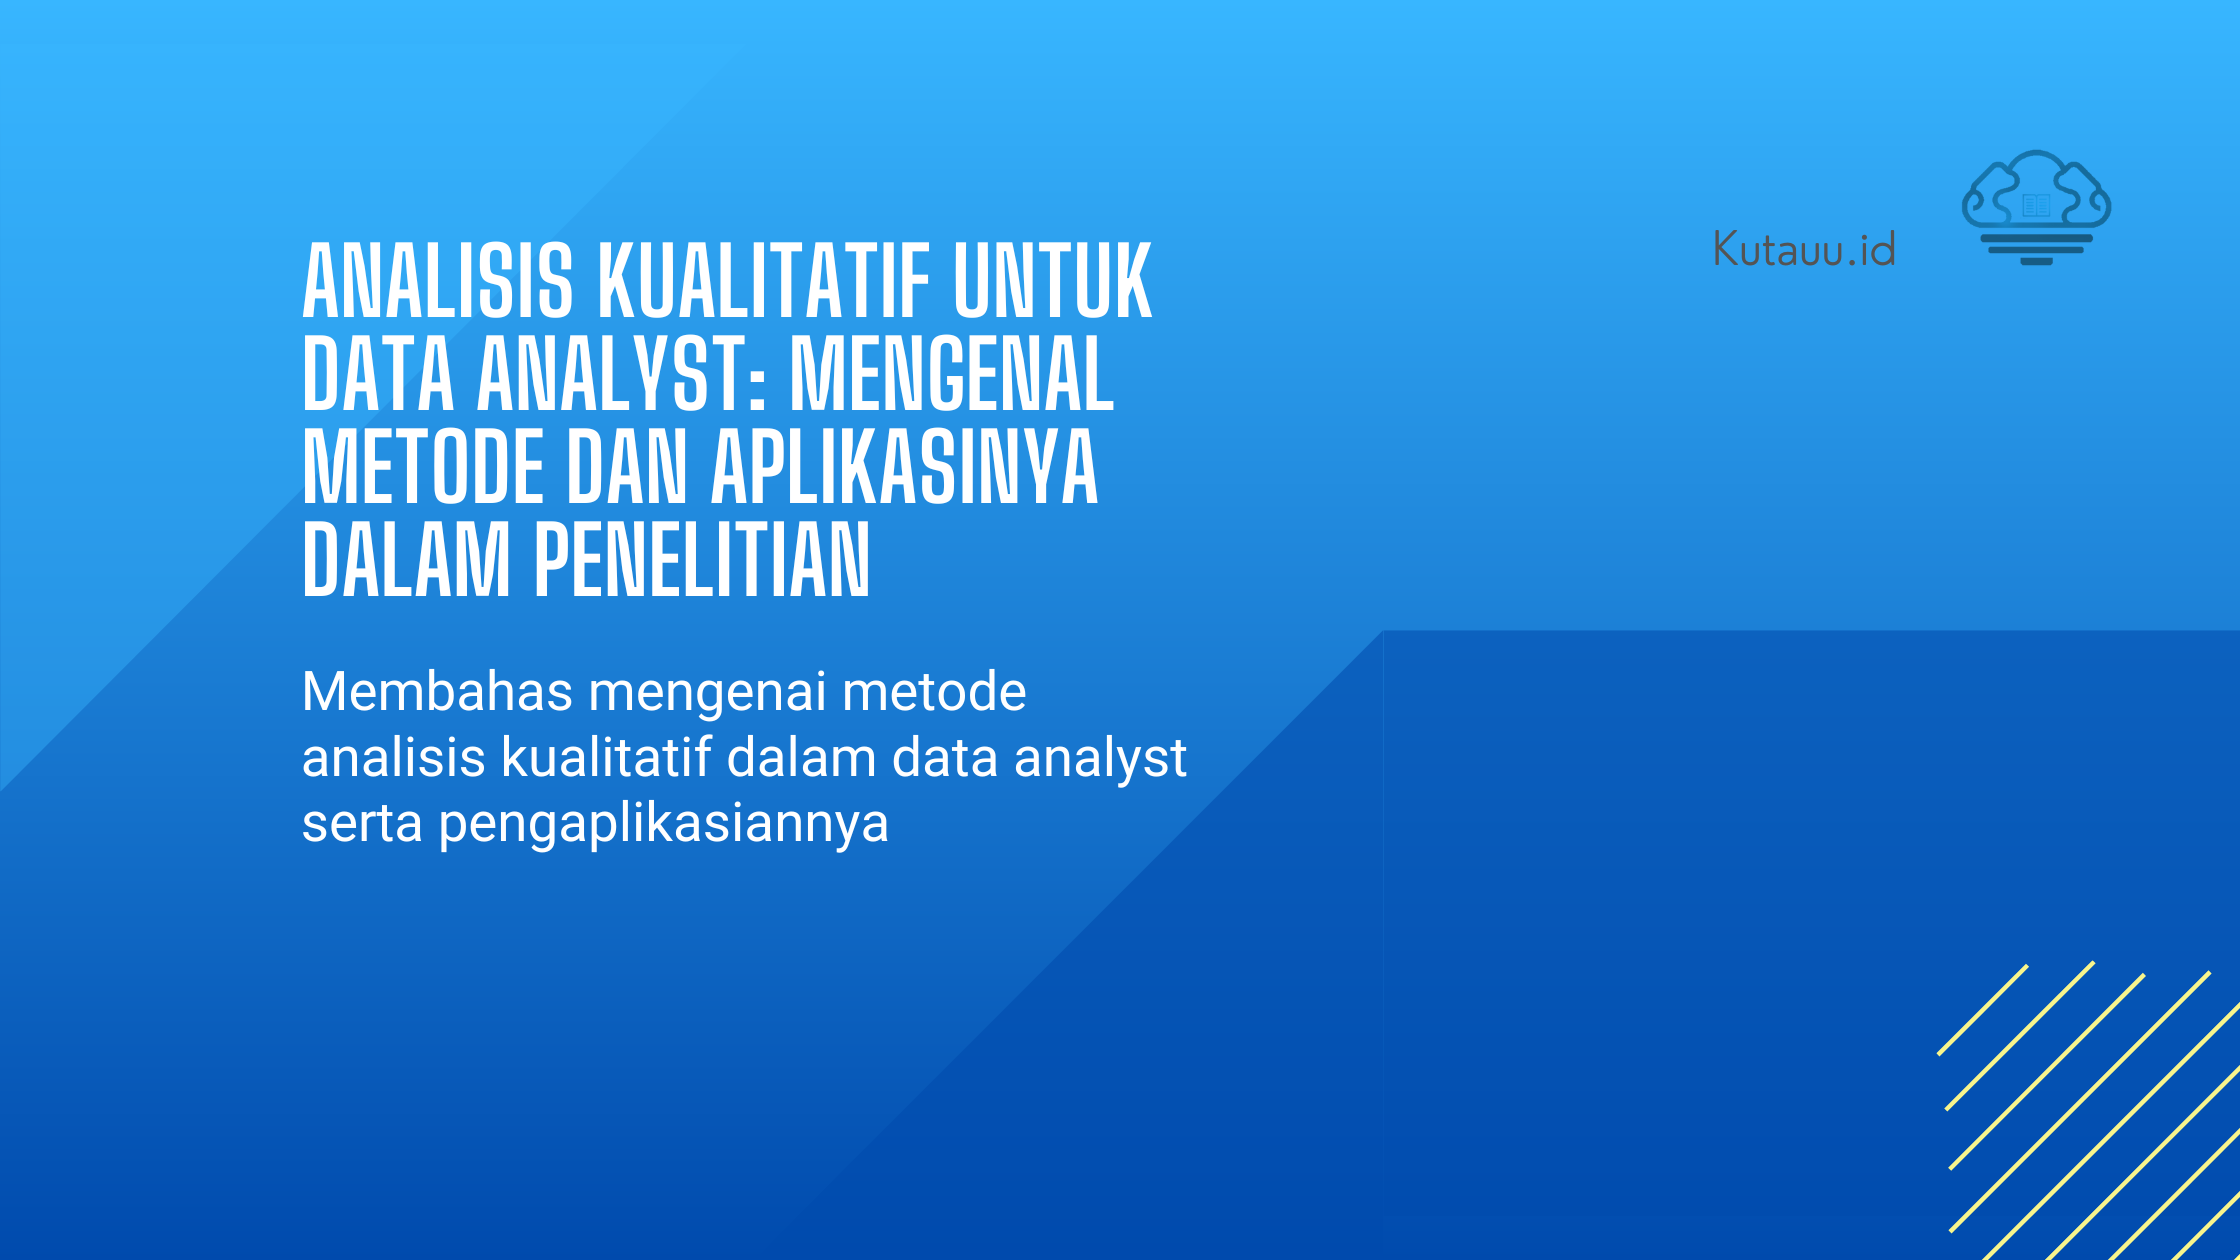 ANALISIS KUALITATIF UNTUK
DATA ANALYST: MENGENAL
METODE DAN APLIKASINYA
DALAM PENELITIAN
Membahas mengenai metode
analisis kualitatif dalam data analyst
serta pengaplikasiannya
Kutauu.id